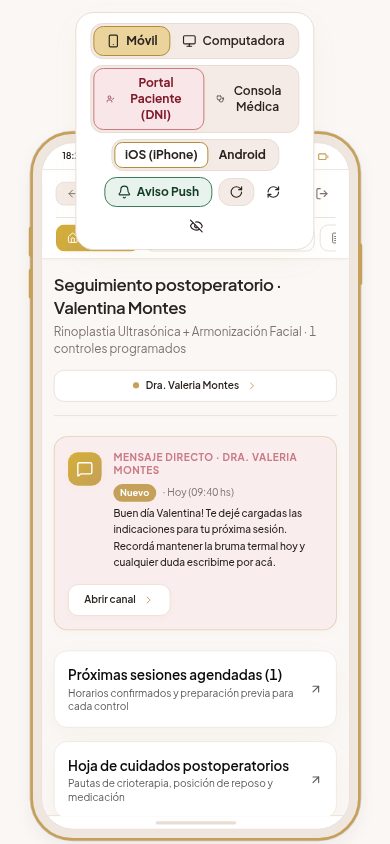 Móvil
Computadora
Portal
Paciente
(DNI)
Consola
Médica
iOS (iPhone)
Android
Aviso Push
18:
Seguimiento postoperatorio ·
Valentina Montes
Rinoplastia Ultrasónica + Armonización Facial · 1
controles programados
Dra. Valeria Montes
MENSAJE DIRECTO · DRA. VALERIA
MONTES
Nuevo · Hoy (09:40 hs)
Buen día Valentina! Te dejé cargadas las
indicaciones para tu próxima sesión.
Recordá mantener la bruma termal hoy y
cualquier duda escribime por acá.
Abrir canal
Próximas sesiones agendadas (1)
Horarios confirmados y preparación previa para
cada control
Hoja de cuidados postoperatorios
Pautas de crioterapia, posición de reposo y
medicación